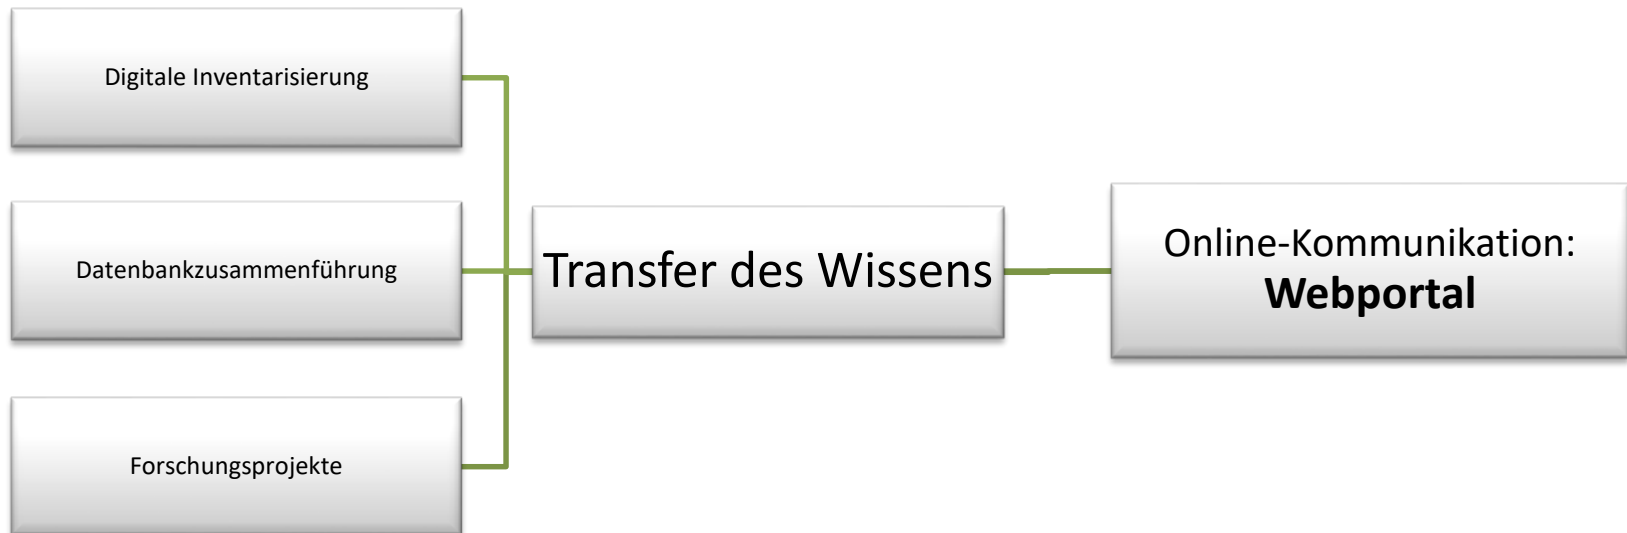 Digitale Inventarisierung
Datenbankzusammenführung
Forschungsprojekte
Transfer des Wissens
Online-Kommunikation:
Webportal